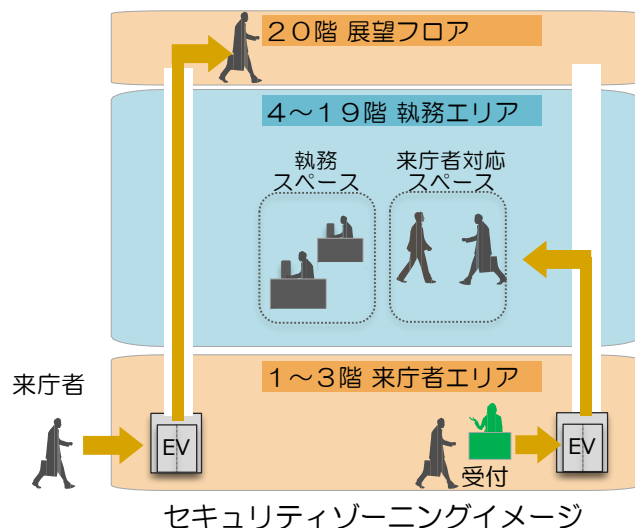 ２０階 展望フロア
４～１９階 執務エリア
執務
スペース
来庁者対応
スペース
１～３階 来庁者エリア
来庁者
EV
受付
EV
セキュリティゾーニングイメージ